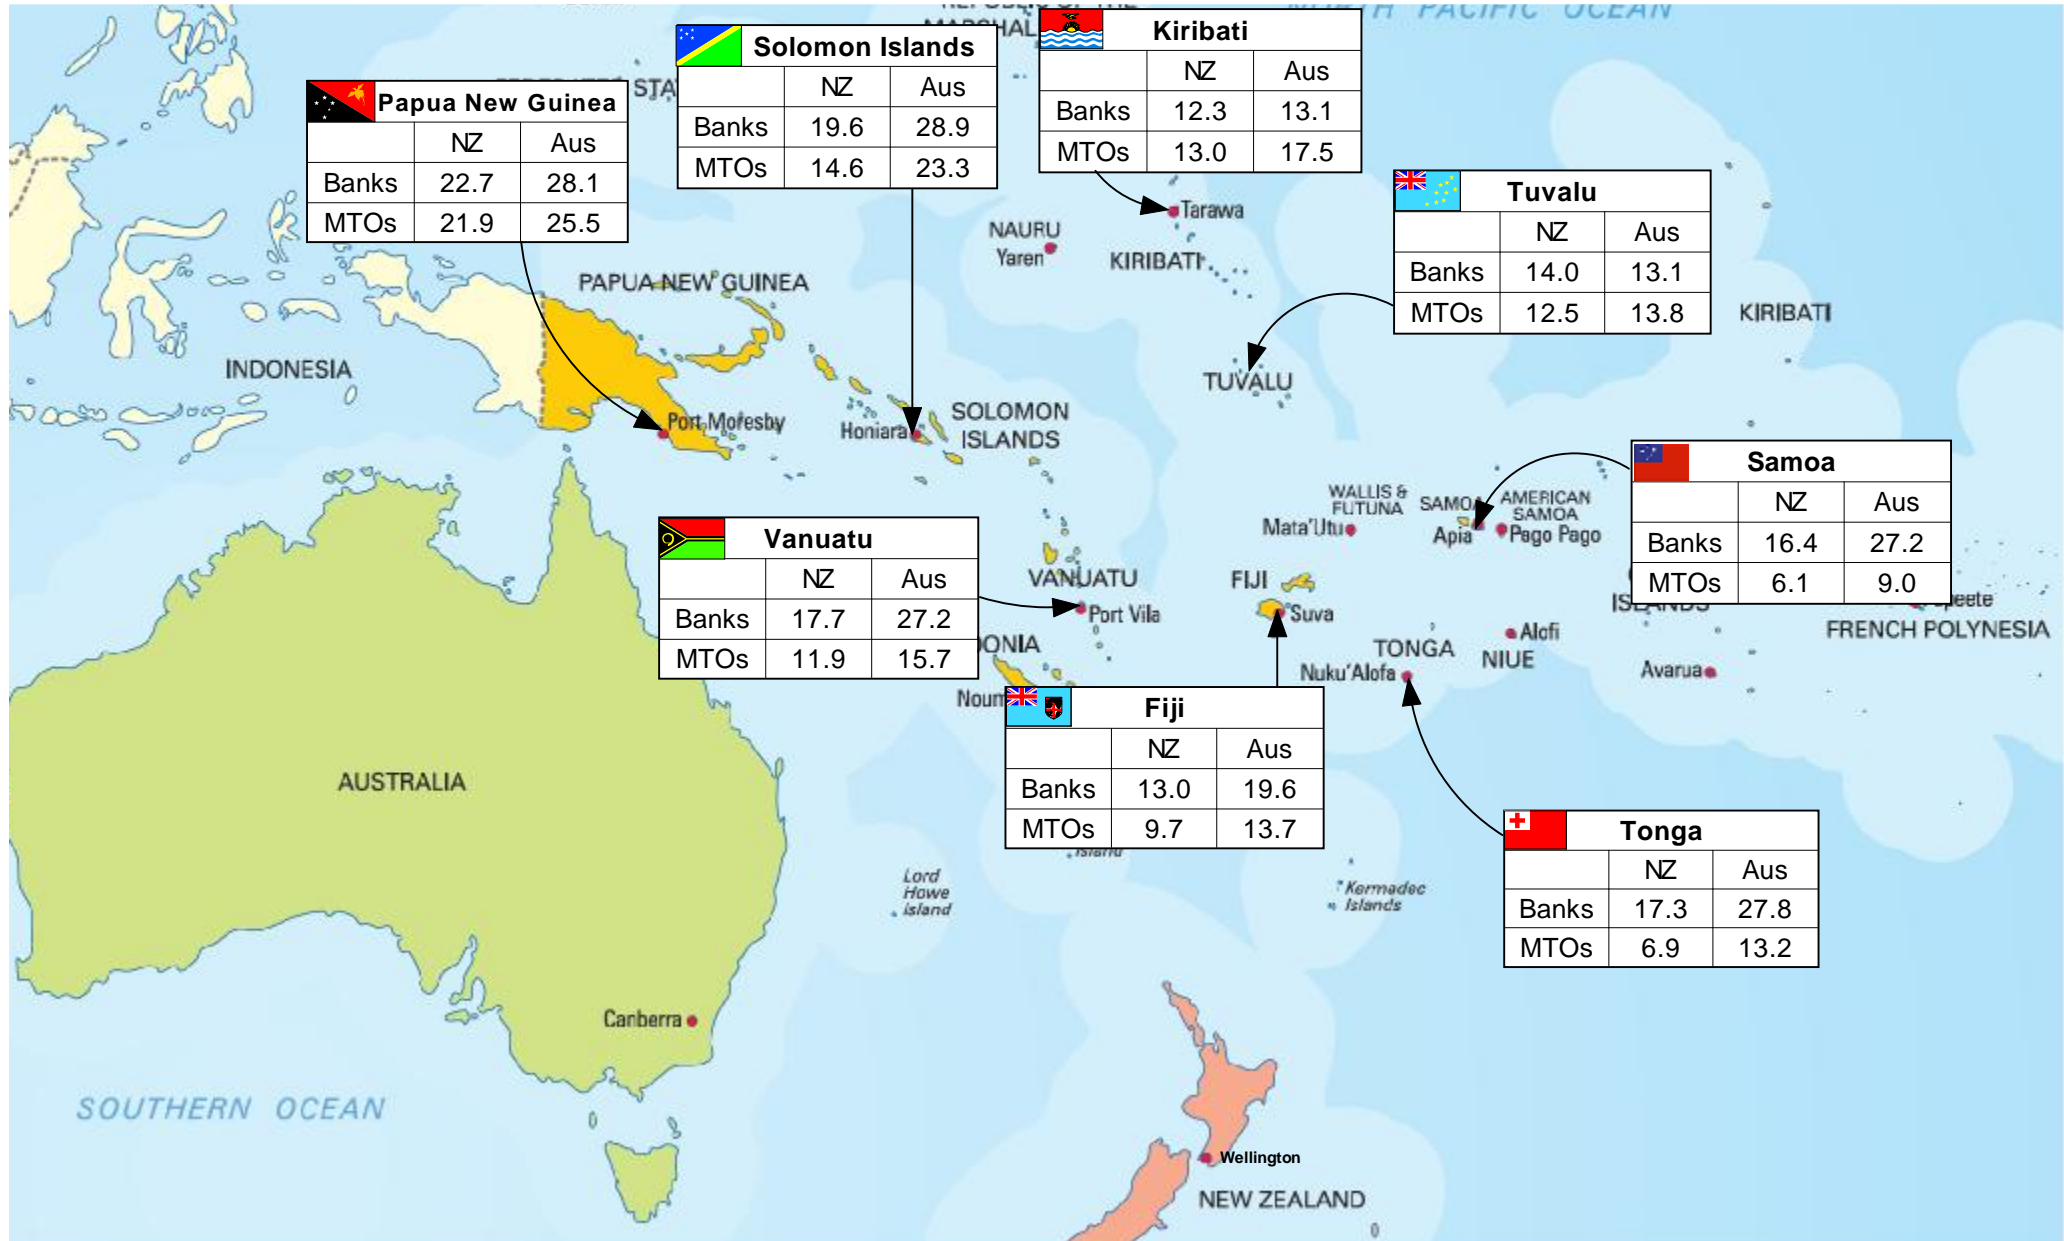 NORTH PACIFIC OCEAN
Solomon Islands
NZ Aus
Banks 19.6 28.9
MTOs 14.6 23.3
Kiribati
NZ Aus
Banks 12.3 13.1
MTOs 13.0 17.5
Papua New Guinea
NZ Aus
Banks 22.7 28.1
MTOs 21.9 25.5
Tuvalu
NZ Aus
Banks 14.0 13.1
MTOs 12.5 13.8
Tarawa
NAURU
Yaren
KIRIBATI
PAPUA NEW GUINEA
KIRIBATI
INDONESIA
TUVALU
Port Moresby
Honiara
SOLOMON
ISLANDS
Samoa
NZ Aus
Banks 16.4 27.2
MTOs 6.1 9.0
WALLIS &
FUTUNA
SAMOA
AMERICAN
SAMOA
Mata'Utu
Apia
Pago Pago
Vanuatu
NZ Aus
Banks 17.7 27.2
MTOs 11.9 15.7
VANUATU
Port Vila
FIJI
Suva
ISLANDS
FRENCH POLYNESIA
TONGA
Nuku'Alofa
Alofi
NIUE
Avarua
Fiji
NZ Aus
Banks 13.0 19.6
MTOs 9.7 13.7
AUSTRALIA
Tonga
NZ Aus
Banks 17.3 27.8
MTOs 6.9 13.2
Lord
Howe
island
Island
Kermadec
Islands
Canberra
SOUTHERN OCEAN
Wellington
NEW ZEALAND